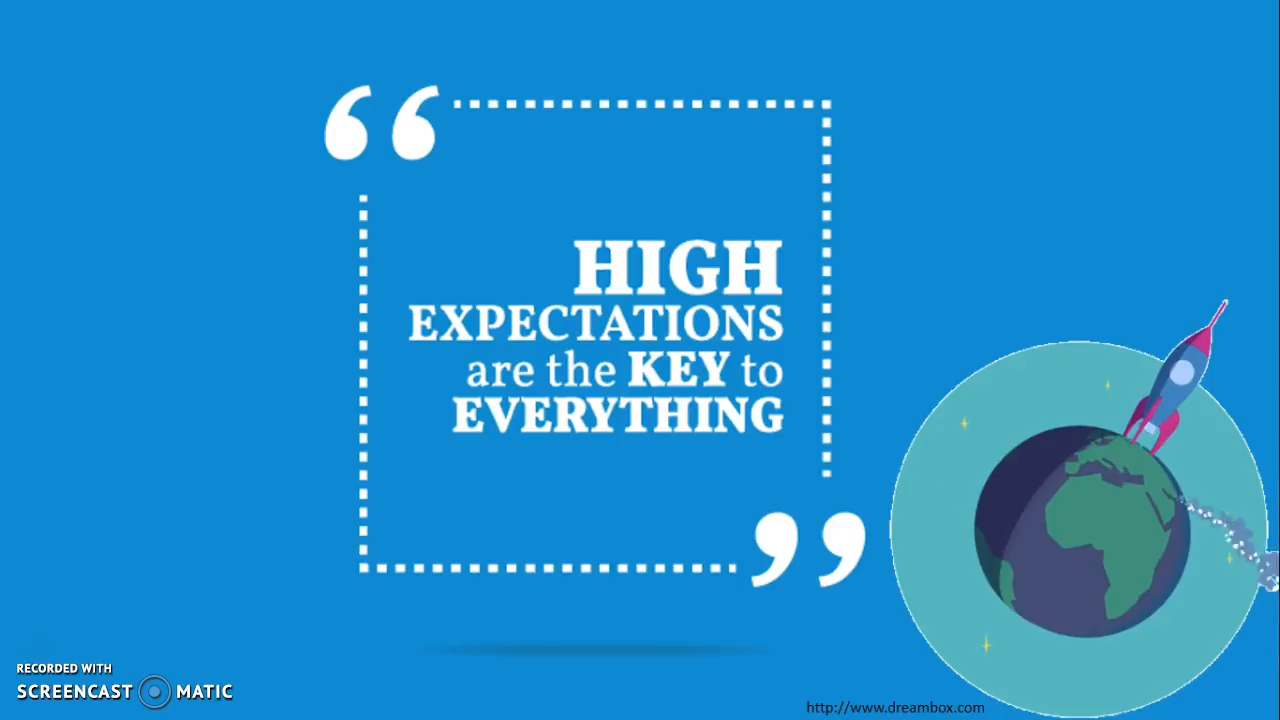 “
HIGH
EXPECTATIONS
are the KEY to
EVERYTHING
”
RECORDED WITH
SCREENCAST MATIC
http://www.dreambox.com